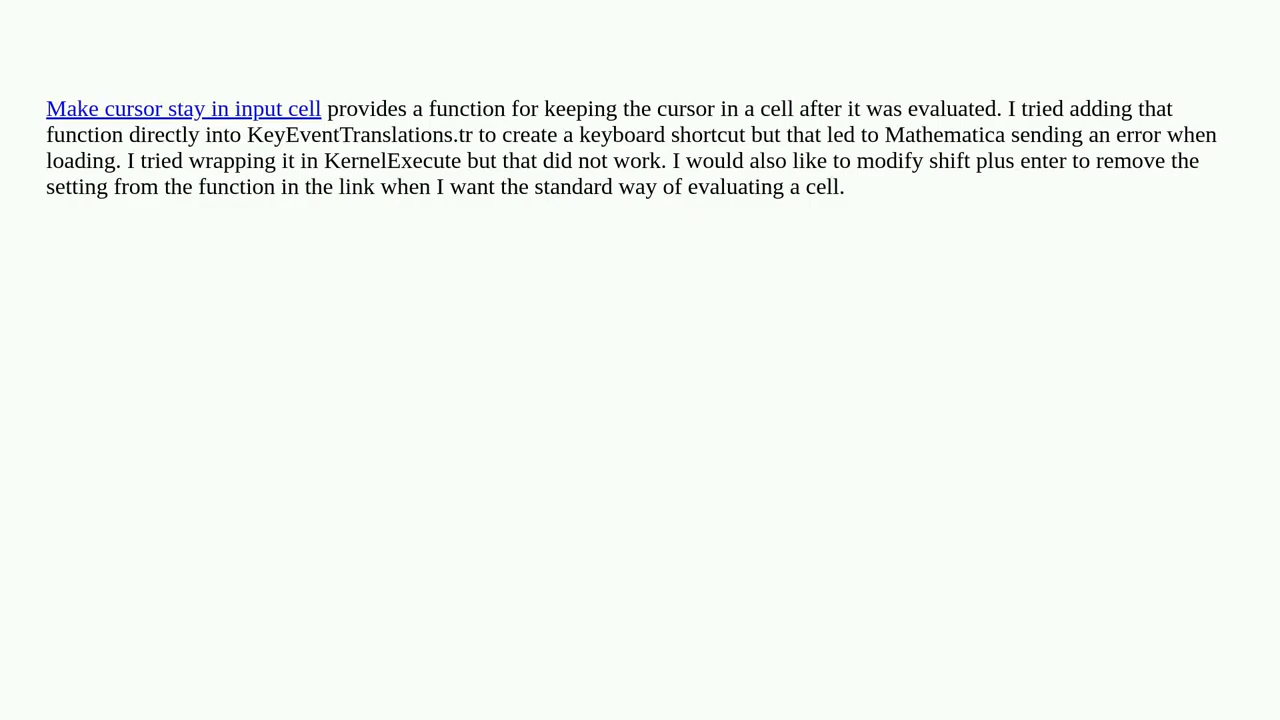 Make cursor stay in input cell provides a function for keeping the cursor in a cell after it was evaluated. I tried adding that
function directly into KeyEventTranslations.tr to create a keyboard shortcut but that led to Mathematica sending an error when
loading. I tried wrapping it in KernelExecute but that did not work. I would also like to modify shift plus enter to remove the
setting from the function in the link when I want the standard way of evaluating a cell.